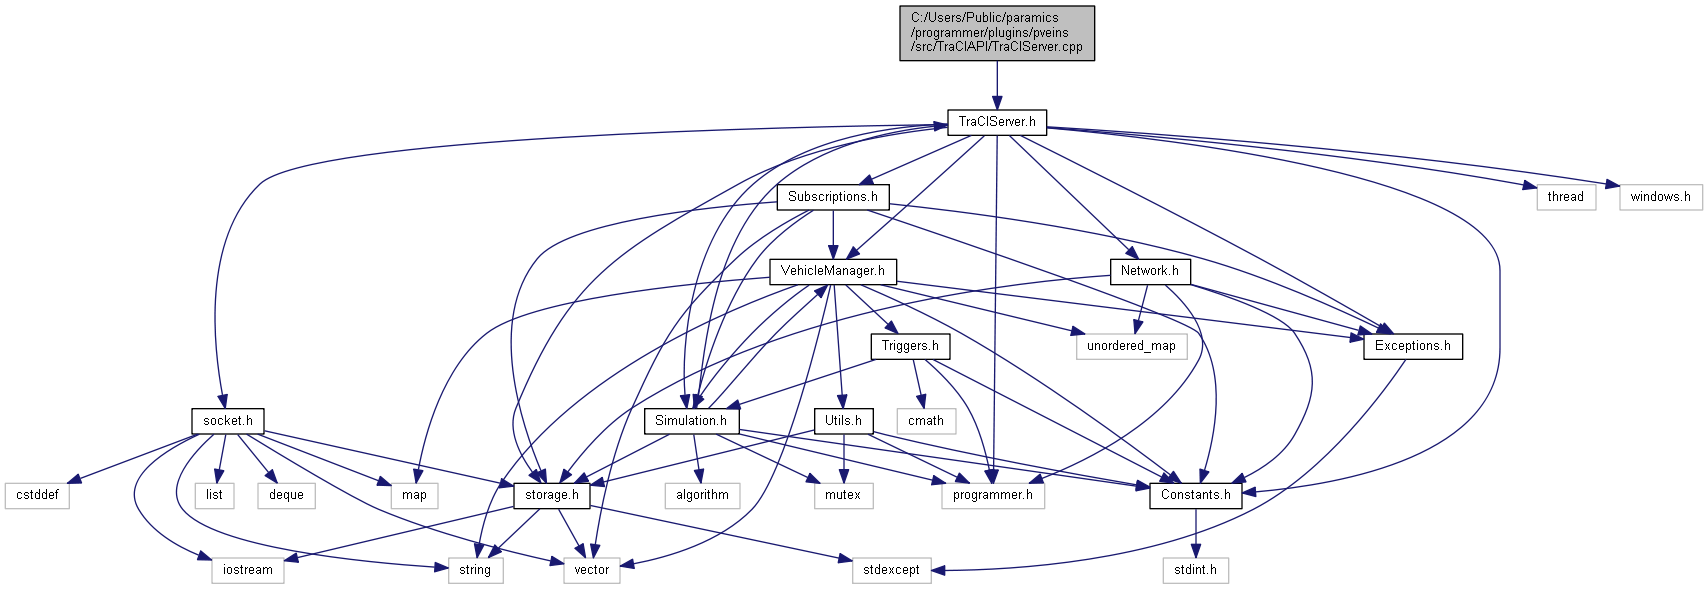 C:/Users/Public/paramics
/programmer/plugins/pveins
/src/TraCIAPI/TraCIServer.cpp
TraCIServer.h
Subscriptions.h
thread
windows.h
VehicleManager.h
Network.h
Triggers.h
unordered_map
Exceptions.h
socket.h
Simulation.h
Utils.h
cmath
cstddef
list
deque
map
storage.h
algorithm
mutex
programmer.h
Constants.h
iostream
string
vector
stdexcept
stdint.h